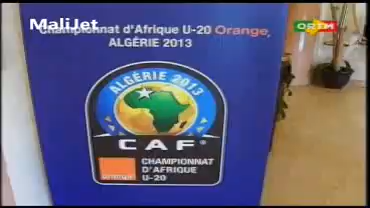 MaliJet
ORTM
Championnat d'Afrique U-20 Orange,
ALGÉRIE 2013
ALGÉRIE 2013
CAF
orange
CHAMPIONNAT
D'AFRIQUE
U-20